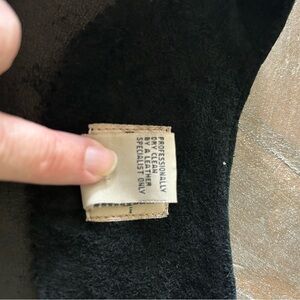 PROFESSIONALLY
DRY CLEAN
BY A LEATHER
SPECIALIST ONLY